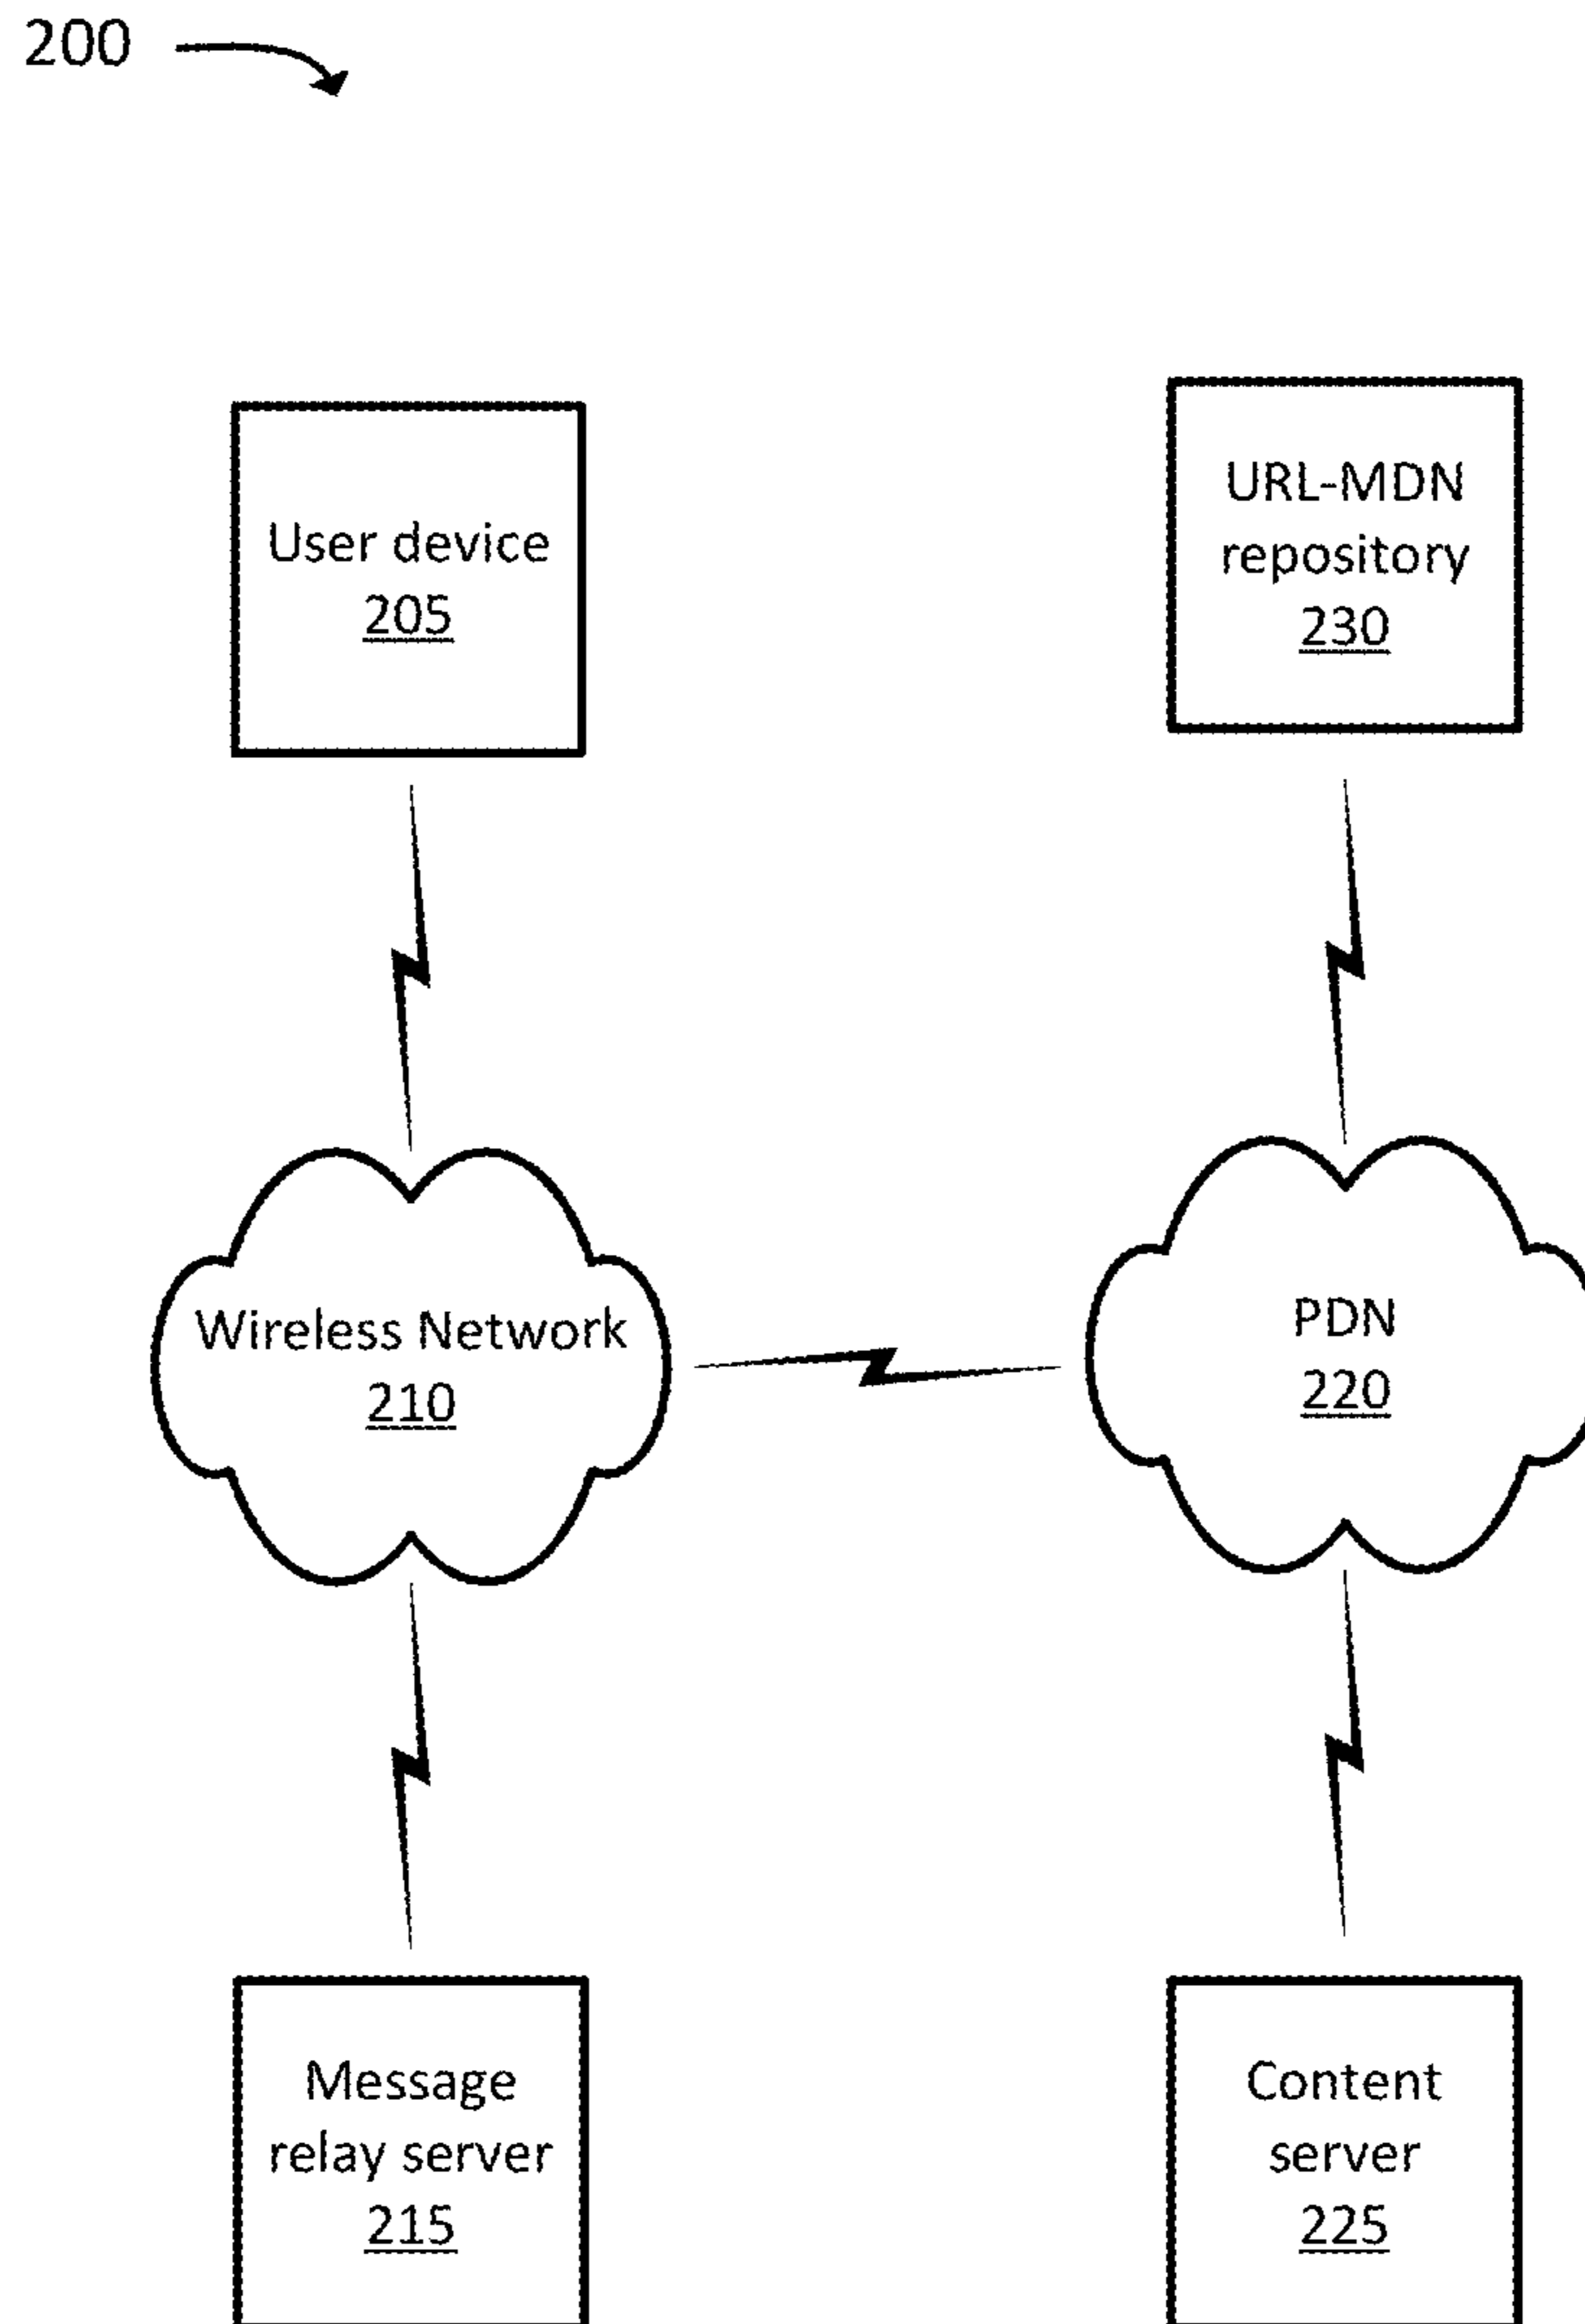 200
User device
205
URL-MDN
repository
230
Wireless Network
210
PDN
220
Message
relay server
215
Content
server
225